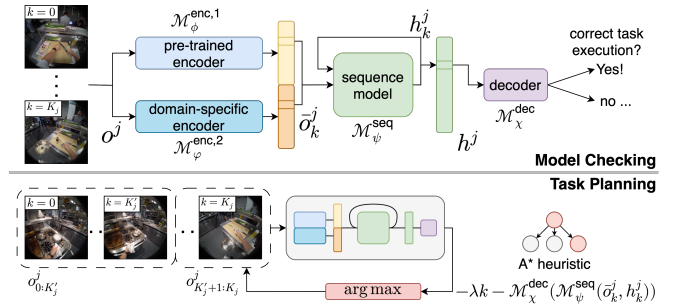 k = 0
k = K_j
o^j
M_ϕ^{enc,1}
pre-trained
encoder
domain-specific
encoder
M_φ^{enc,2}
ō_k^j
h_k^j
sequence
model
M_ψ^{seq}
h^j
decoder
M_χ^{dec}
correct task
execution?
Yes!
no ...
Model Checking
Task Planning
k = 0
k = K'_j
k = K_j
o^j_{0:K'_j}
o^j_{K'_j+1:K_j}
arg max
A* heuristic
−λk − M_χ^{dec}(M_ψ^{seq}(ō_k^j, h_k^j))